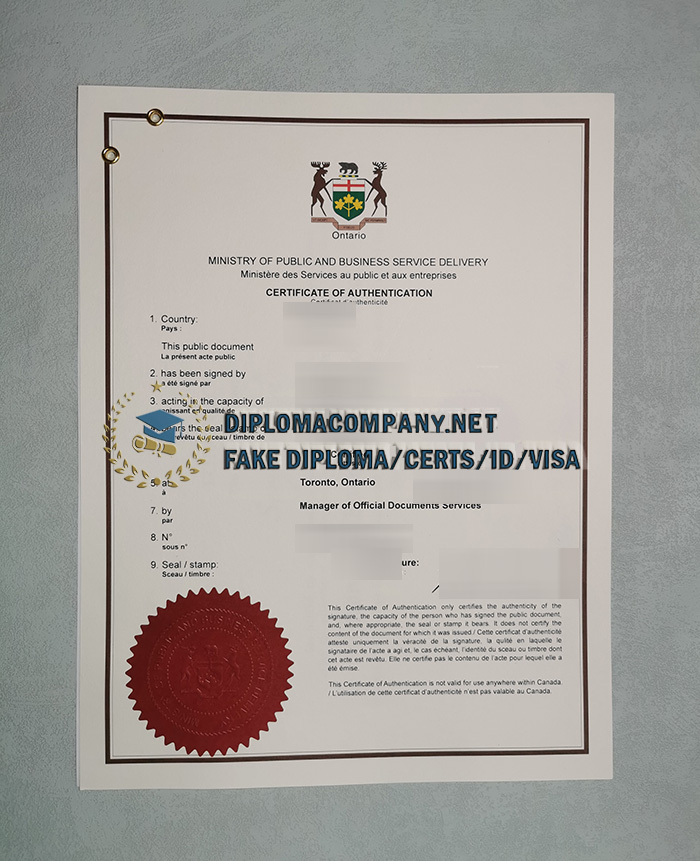 Ontario
MINISTRY OF PUBLIC AND BUSINESS SERVICE DELIVERY
Ministère des Services au public et aux entreprises
CERTIFICATE OF AUTHENTICATION
Certificat d'authenticité
1. Country:
Pays :
This public document
La présent acte public
2. has been signed by
a été signé par
3. acting in the capacity of
agissant en qualité de
DIPLOMACOMPANY.NET
FAKE DIPLOMA/CERTS/ID/VISA
5. at
à
Toronto, Ontario
7. by
par
Manager of Official Documents Services
8. N°
sous n°
9. Seal / stamp:
Sceau / timbre :
This Certificate of Authentication only certifies the authenticity of the
signature, the capacity of the person who has signed the public document,
and, where appropriate, the seal or stamp it bears. It does not certify the
content of the document for which it was issued./ Cette certificat d'authenticité
atteste uniquement la véracité de la signature, la qulité en laquelle le
signataire de l'acte a agi et, le cas échéant, l'identité du sceau ou timbre dont
cet acte est revêtu. Elle ne certifie pas le contenu de l'acte pour lequel elle a
été émise.
This Certificate of Authentication is not valid for use anywhere within Canada.
/ L'utilisation de cette certificat d'authenticité n'est pas valable au Canada.